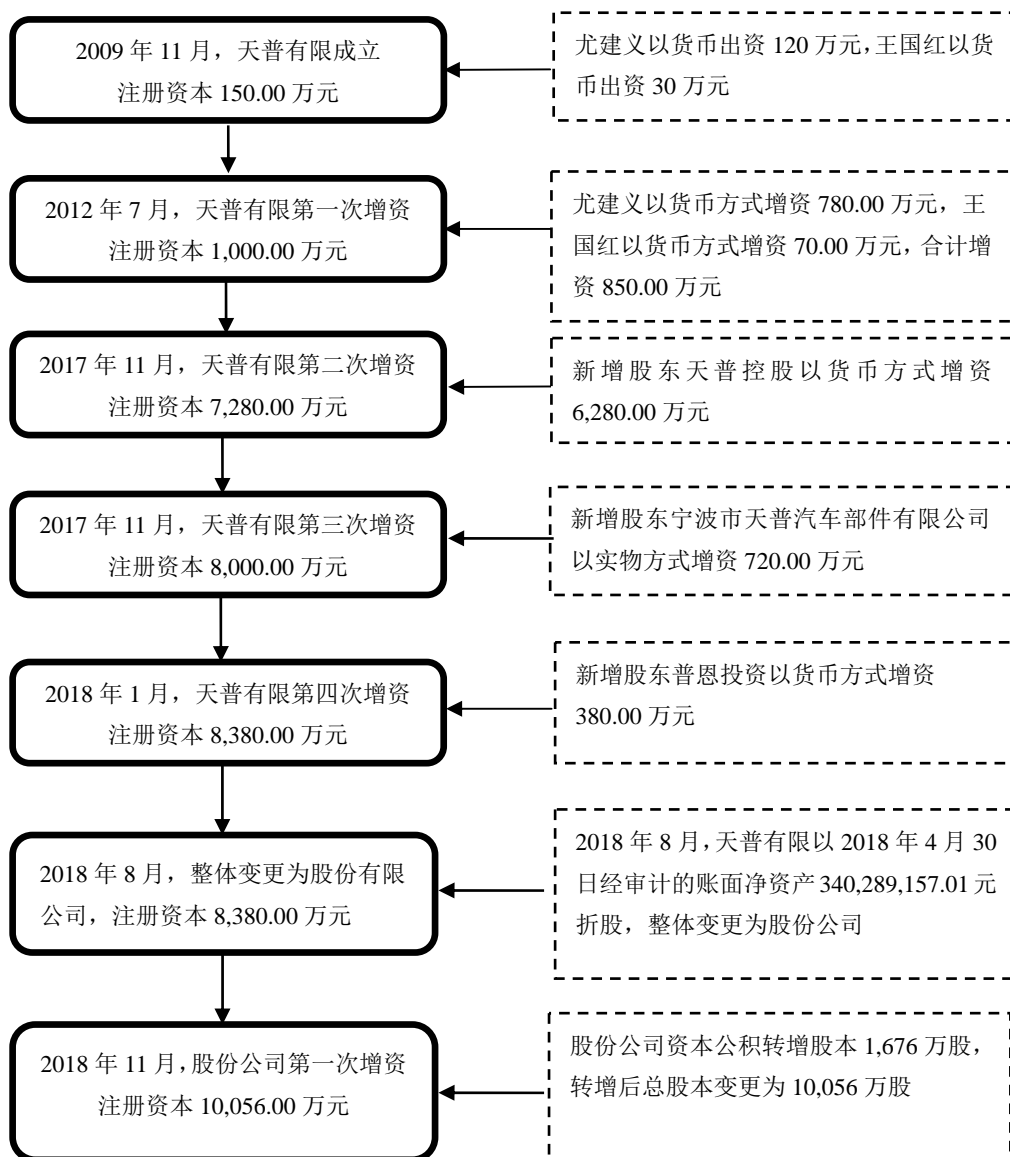 2009 年 11 月，天普有限成立
注册资本 150.00 万元
尤建义以货币出资 120 万元，王国红以货
币出资 30 万元
2012 年 7 月，天普有限第一次增资
注册资本 1,000.00 万元
尤建义以货币方式增资 780.00 万元，王
国红以货币方式增资 70.00 万元，合计增
资 850.00 万元
2017 年 11 月，天普有限第二次增资
注册资本 7,280.00 万元
新增股东天普控股以货币方式增资
6,280.00 万元
2017 年 11 月，天普有限第三次增资
注册资本 8,000.00 万元
新增股东宁波市天普汽车部件有限公司
以实物方式增资 720.00 万元
2018 年 1 月，天普有限第四次增资
注册资本 8,380.00 万元
新增股东普恩投资以货币方式增资
380.00 万元
2018 年 8 月，整体变更为股份有限
公司，注册资本 8,380.00 万元
2018 年 8 月，天普有限以 2018 年 4 月 30
日经审计的账面净资产 340,289,157.01 元
折股，整体变更为股份公司
2018 年 11 月，股份公司第一次增资
注册资本 10,056.00 万元
股份公司资本公积转增股本 1,676 万股，
转增后总股本变更为 10,056 万股